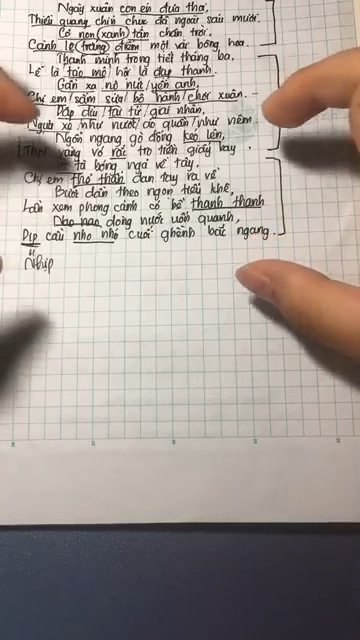 Ngày xuân con én đưa thoi,
Thiều quang chín chục đã ngoài sáu mươi.
Cỏ non (xanh) tận chân trời.
Cành lê (trắng) điểm một vài bông hoa.
Thanh minh trong tiết tháng ba,
Lễ là tảo mộ hội là đạp thanh.
Gần xa nô nức / yến anh,
Chị em / sắm sửa / bộ hành / chơi xuân.
Dập dìu / tài tử / giai nhân,
Ngựa xe / như nước / áo quần / như nêm.
Ngổn ngang gò đống kéo lên,
Thoi vàng vó rắc tro tiền giấy bay.
tà bóng ngả về tây,
Chị em thơ thẩn dan tay ra về
Bước dần theo ngọn tiểu khê,
Lần xem phong cảnh có bề thanh thanh
Nao nao dòng nước uốn quanh,
Dịp cầu nho nhỏ cuối ghềnh bắc ngang.
Nhịp